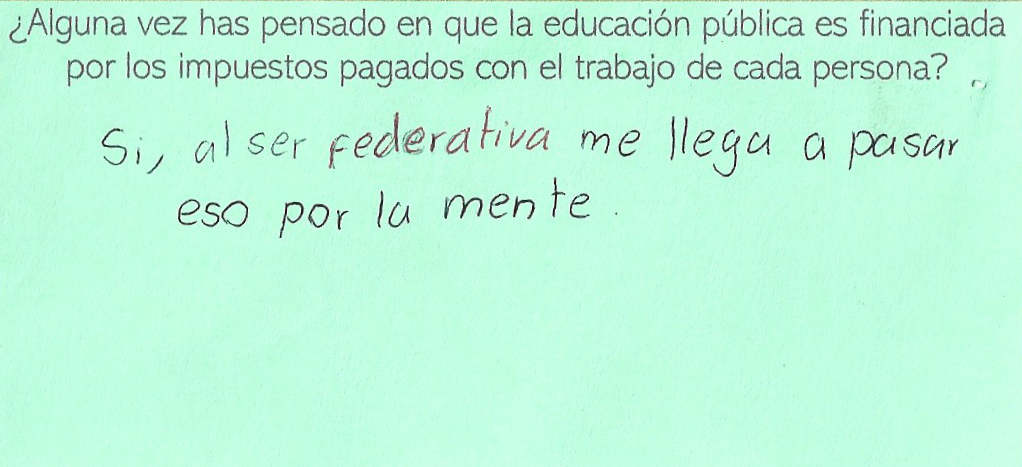 ¿Alguna vez has pensado en que la educación pública es financiada
por los impuestos pagados con el trabajo de cada persona?
Si, al ser federativa me llega a pasar
eso por la mente.